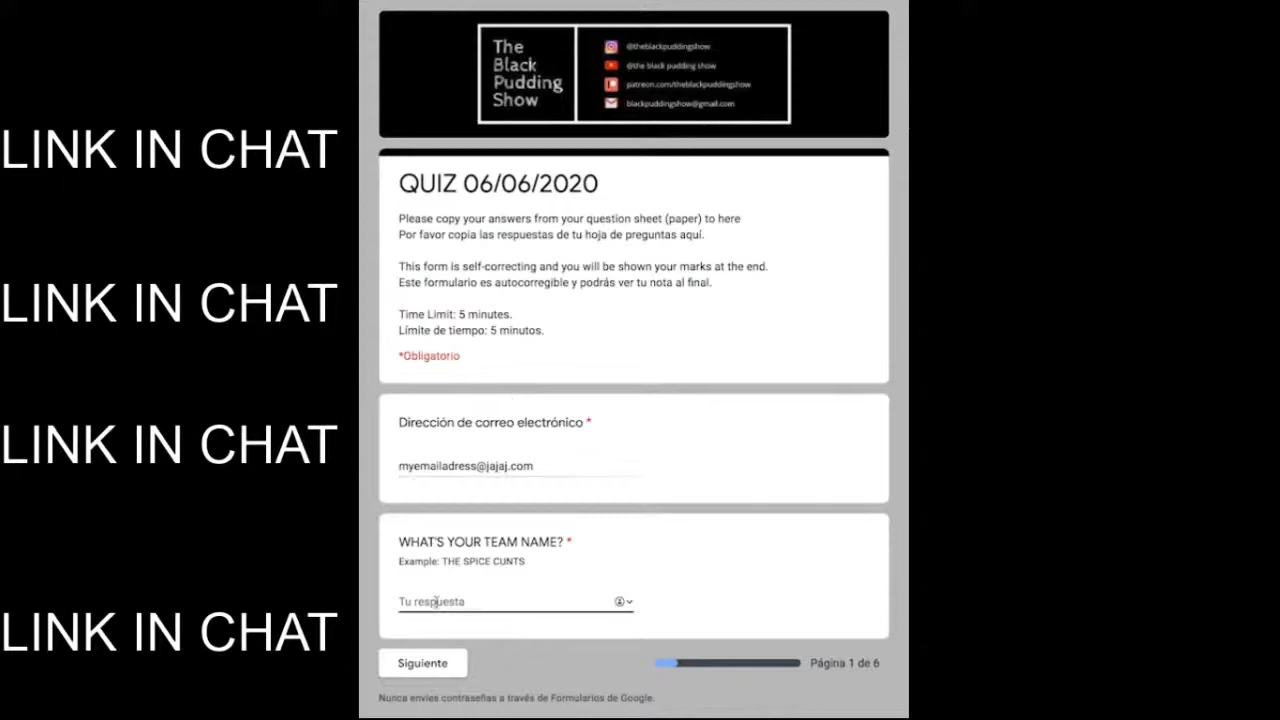 LINK IN CHAT
LINK IN CHAT
LINK IN CHAT
LINK IN CHAT
The
Black
Pudding
Show
@theblackpuddingshow
@the black pudding show
patreon.com/theblackpuddingshow
blackpuddingshow@gmail.com
QUIZ 06/06/2020
Please copy your answers from your question sheet (paper) to here
Por favor copia las respuestas de tu hoja de preguntas aquí.
This form is self-correcting and you will be shown your marks at the end.
Este formulario es autocorregible y podrás ver tu nota al final.
Time Limit: 5 minutes.
Límite de tiempo: 5 minutos.
*Obligatorio
Dirección de correo electrónico *
myemailadress@jajaj.com
WHAT'S YOUR TEAM NAME? *
Example: THE SPICE CUNTS
Tu respuesta
Siguiente
Página 1 de 6
Nunca envíes contraseñas a través de Formularios de Google.